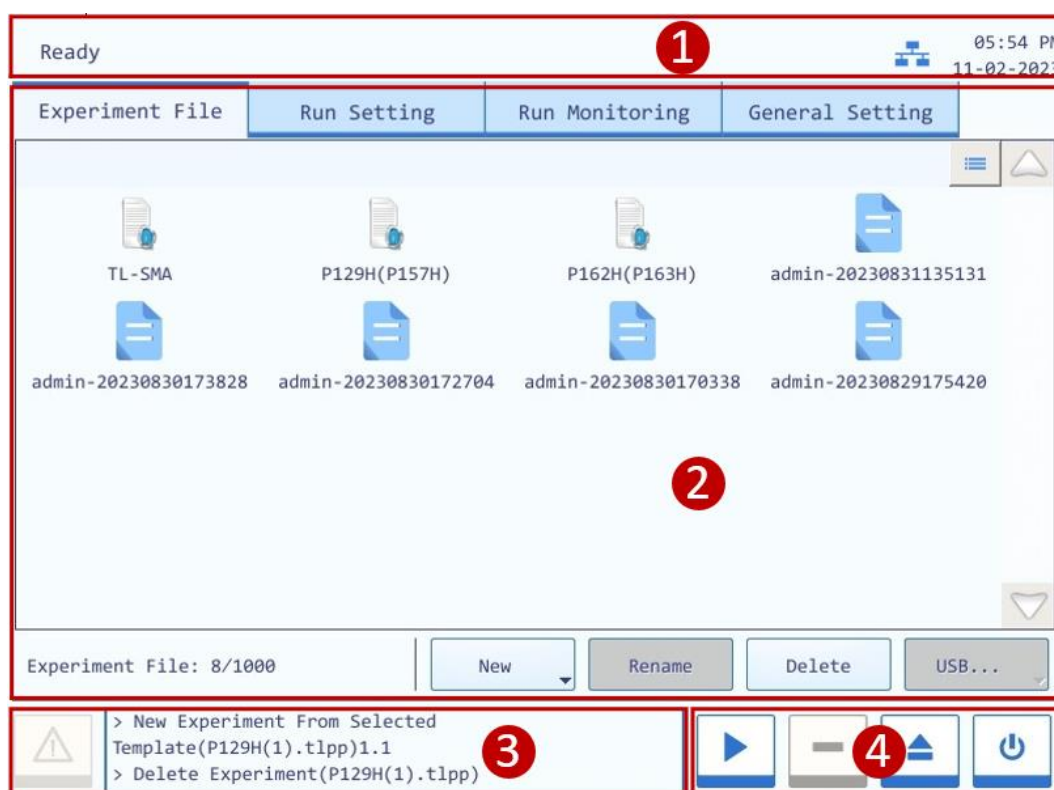 Ready
1
05:54 PM
11-02-2023
Experiment File Run Setting Run Monitoring General Setting
TL-SMA P129H(P157H) P162H(P163H) admin-20230831135131
admin-20230830173828 admin-20230830172704 admin-20230830170338 admin-20230829175420
2
Experiment File: 8/1000 New Rename Delete USB...
> New Experiment From Selected
Template(P129H(1).tlpp)1.1
> Delete Experiment(P129H(1).tlpp)
3
4